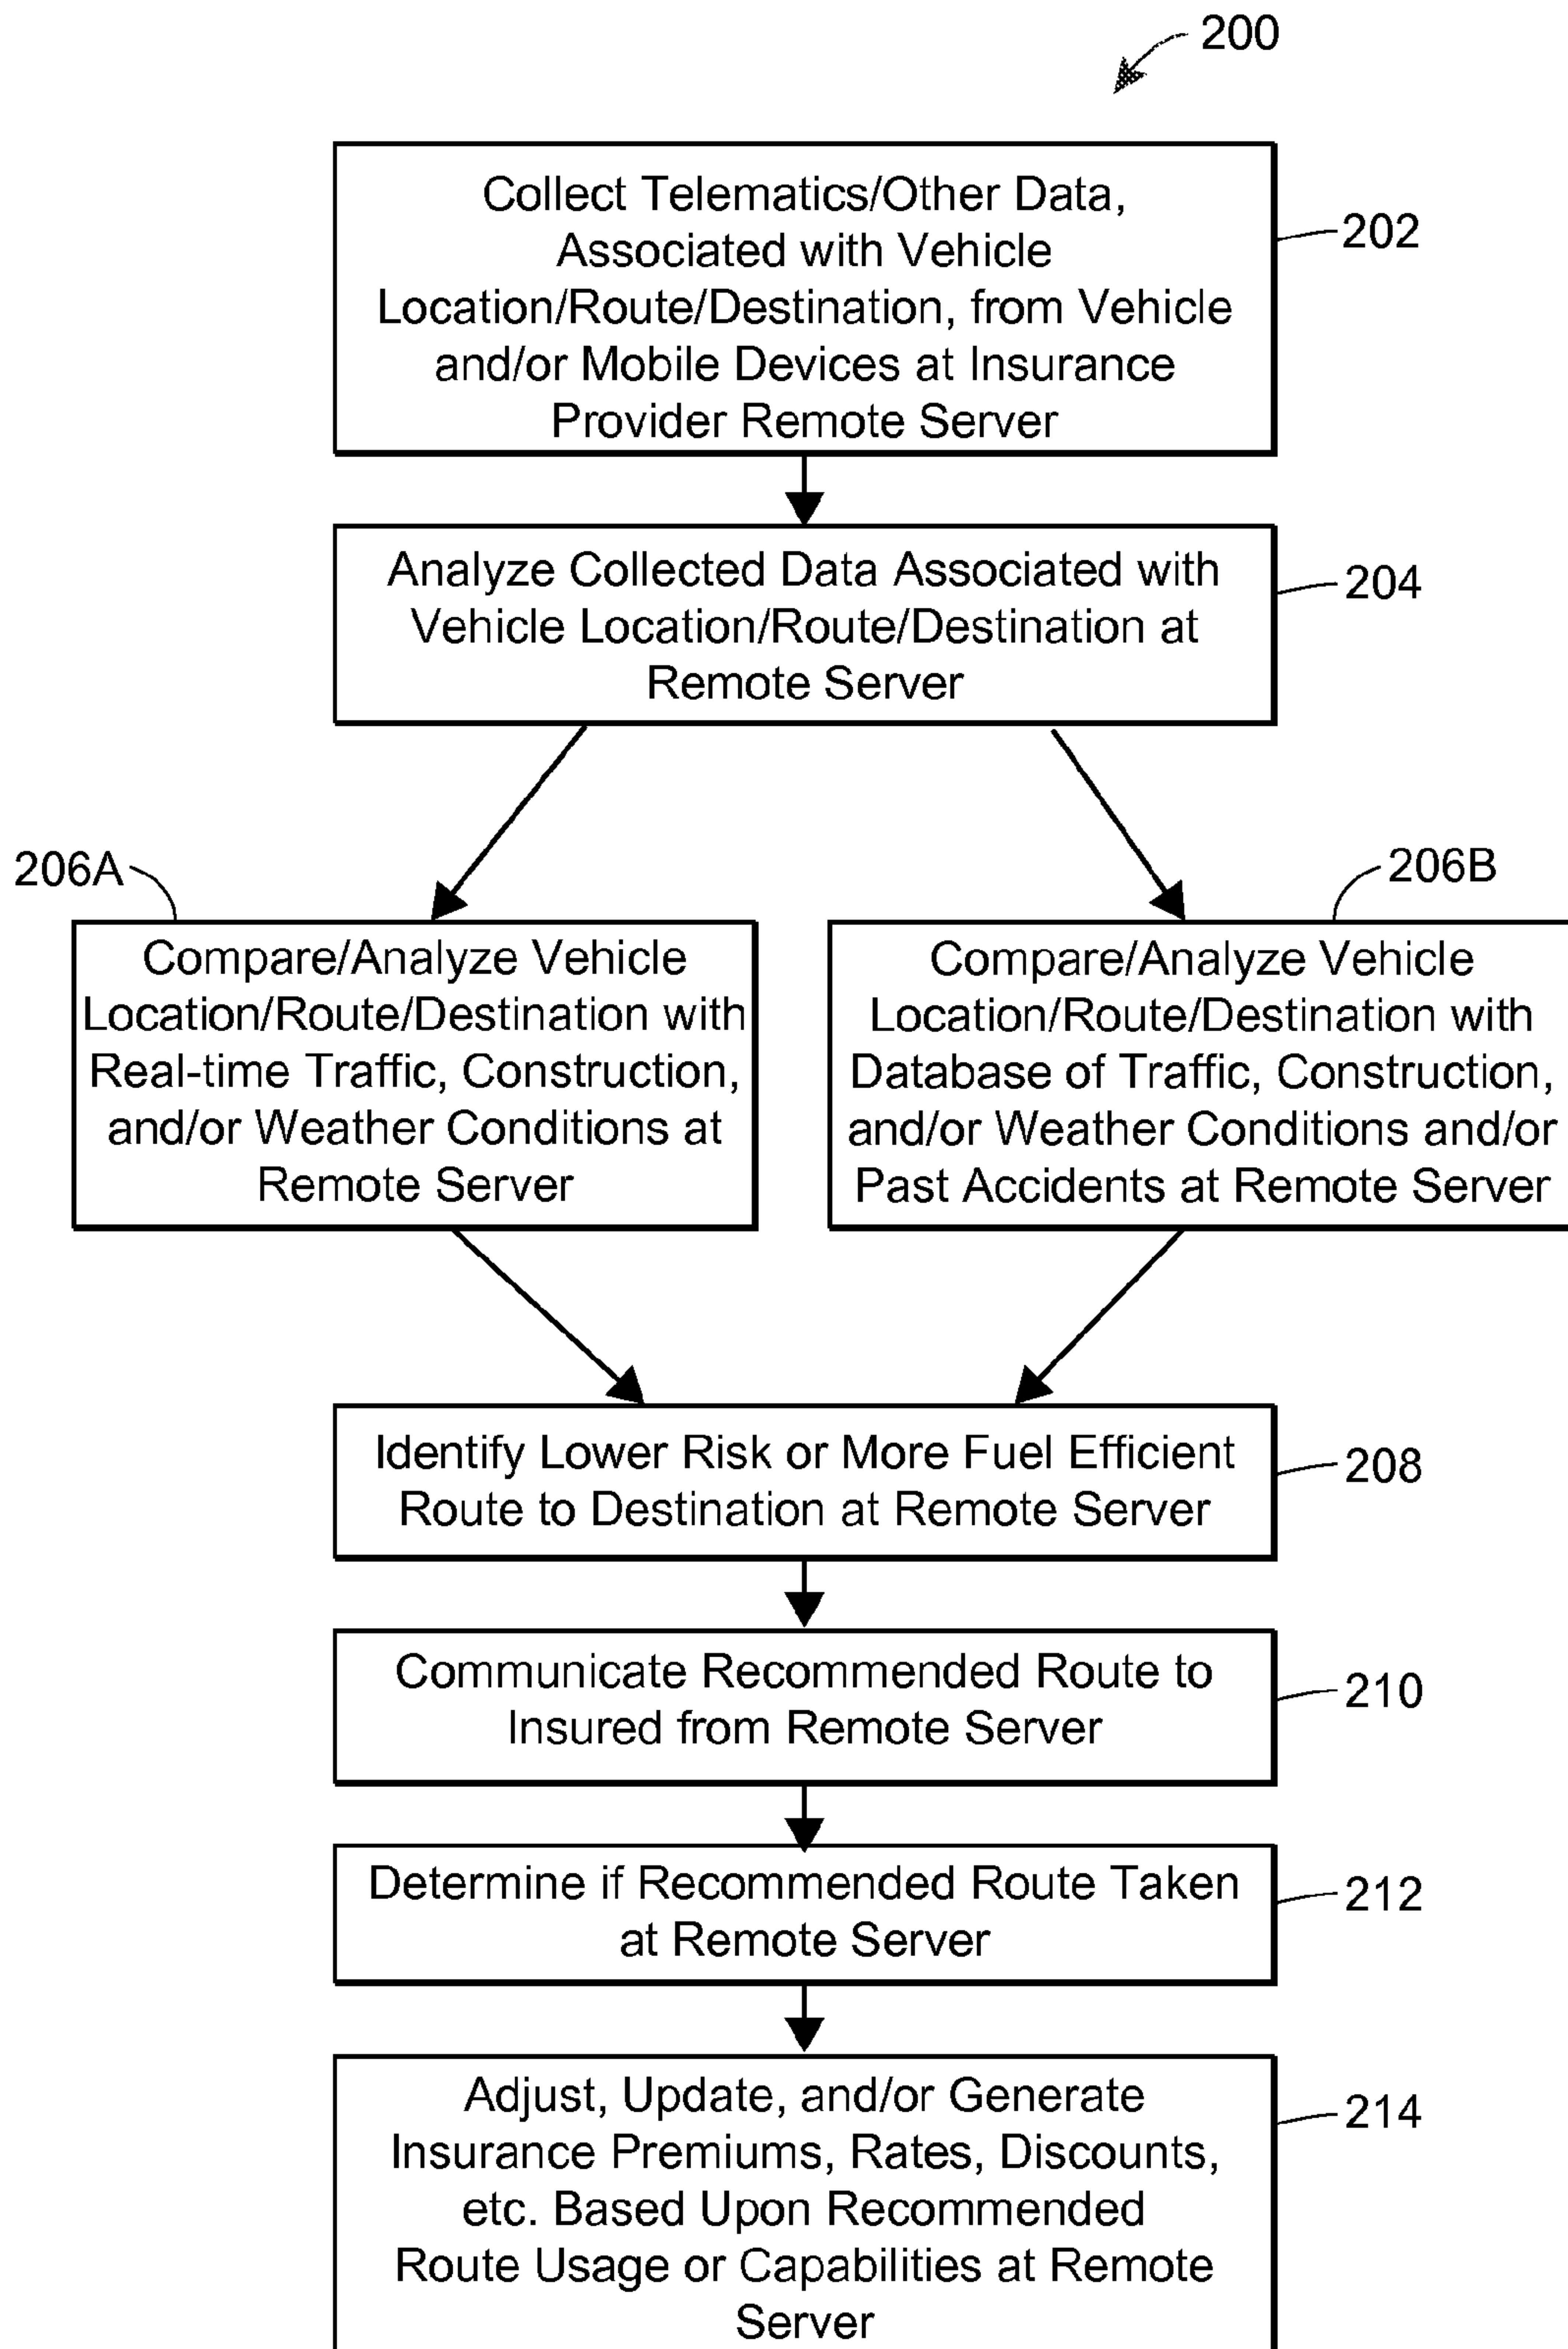 200
Collect Telematics/Other Data,
Associated with Vehicle
Location/Route/Destination, from Vehicle
and/or Mobile Devices at Insurance
Provider Remote Server
202
Analyze Collected Data Associated with
Vehicle Location/Route/Destination at
Remote Server
204
206A
Compare/Analyze Vehicle
Location/Route/Destination with
Real-time Traffic, Construction,
and/or Weather Conditions at
Remote Server
206B
Compare/Analyze Vehicle
Location/Route/Destination with
Database of Traffic, Construction,
and/or Weather Conditions and/or
Past Accidents at Remote Server
Identify Lower Risk or More Fuel Efficient
Route to Destination at Remote Server
208
Communicate Recommended Route to
Insured from Remote Server
210
Determine if Recommended Route Taken
at Remote Server
212
Adjust, Update, and/or Generate
Insurance Premiums, Rates, Discounts,
etc. Based Upon Recommended
Route Usage or Capabilities at Remote
Server
214